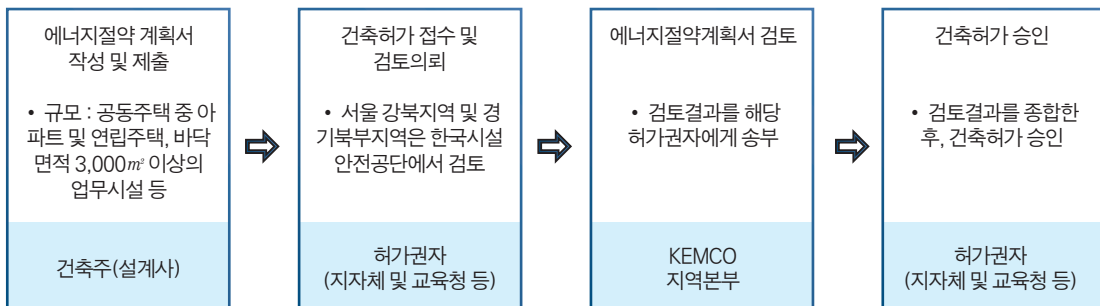 에너지절약 계획서
작성 및 제출
• 규모 : 공동주택 중 아
파트 및 연립주택, 바닥
면적 3,000㎡ 이상의
업무시설 등
건축주(설계사)
건축허가 접수 및
검토의뢰
• 서울 강북지역 및 경
기북부지역은 한국시설
안전공단에서 검토
허가권자
(지자체 및 교육청 등)
에너지절약계획서 검토
• 검토결과를 해당
허가권자에게 송부
KEMCO
지역본부
건축허가 승인
• 검토결과를 종합한
후, 건축허가 승인
허가권자
(지자체 및 교육청 등)